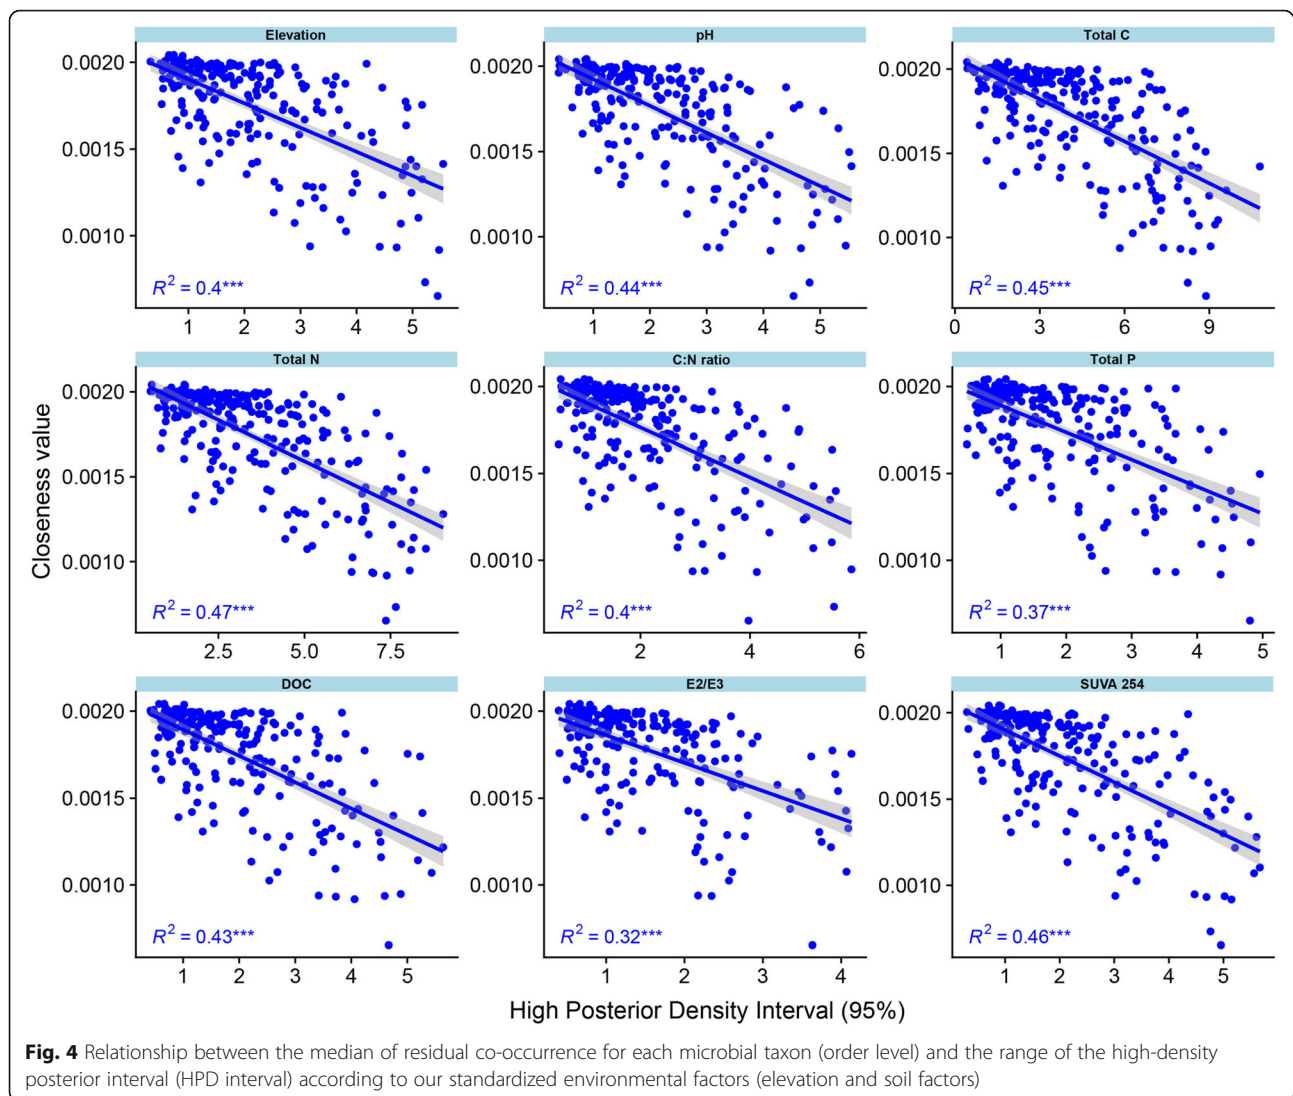 Elevation pH Total C
0.0020 0.0020 0.0020
0.0015 0.0015 0.0015
0.0010 0.0010 0.0010
R² = 0.4*** R² = 0.44*** R² = 0.45***
1 2 3 4 5 1 2 3 4 5 0 3 6 9
Total N C:N ratio Total P
0.0020 0.0020 0.0020
0.0015 0.0015 0.0015
0.0010 0.0010 0.0010
R² = 0.47*** R² = 0.4*** R² = 0.37***
2.5 5.0 7.5 2 4 6 1 2 3 4 5
Closeness value
DOC E2/E3 SUVA 254
0.0020 0.0020 0.0020
0.0015 0.0015 0.0015
0.0010 0.0010 0.0010
R² = 0.43*** R² = 0.32*** R² = 0.46***
1 2 3 4 5 1 2 3 4 1 2 3 4 5
High Posterior Density Interval (95%)
Fig. 4 Relationship between the median of residual co-occurrence for each microbial taxon (order level) and the range of the high-density
posterior interval (HPD interval) according to our standardized environmental factors (elevation and soil factors)